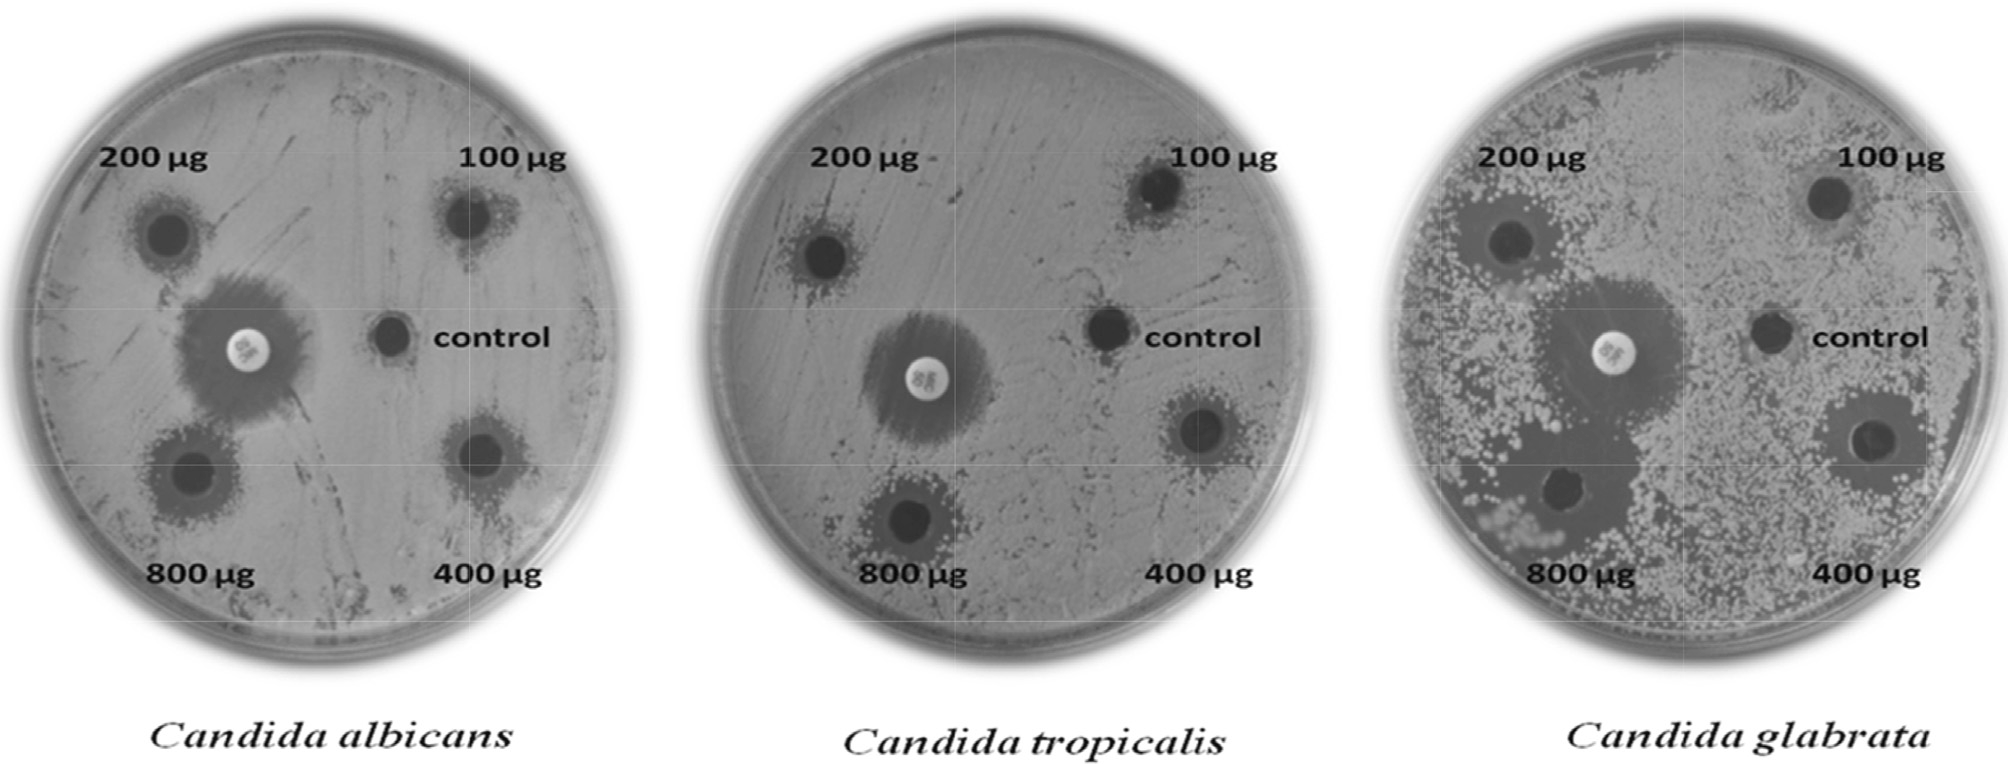 200 µg
100 µg
control
800 µg
400 µg
Candida albicans
200 µg
100 µg
control
800 µg
400 µg
Candida tropicalis
200 µg
100 µg
control
800 µg
400 µg
Candida glabrata